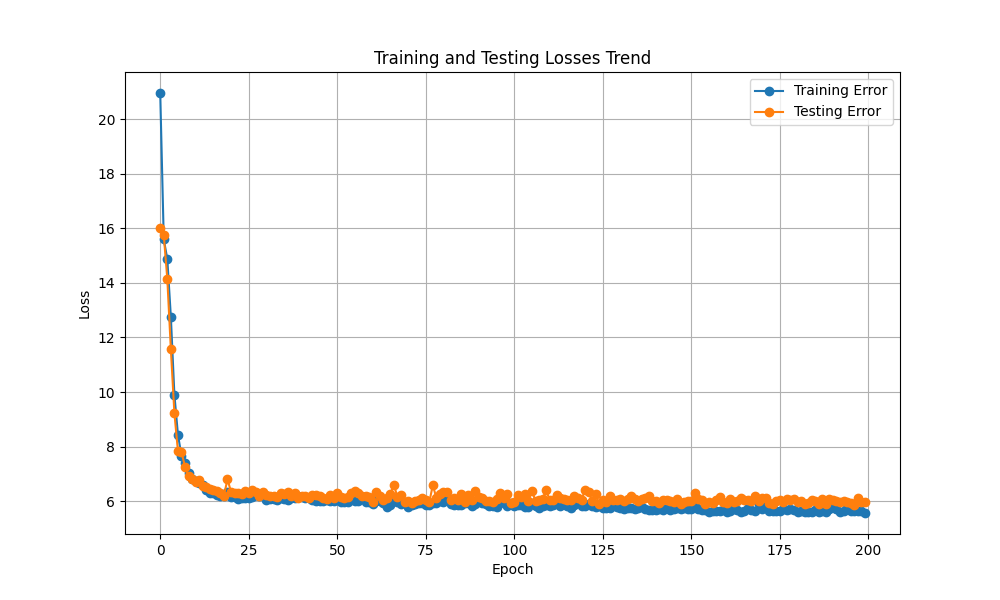 Training and Testing Losses Trend
Training Error
Testing Error
Loss
20
18
16
14
12
10
8
6
0 25 50 75 100 125 150 175 200
Epoch